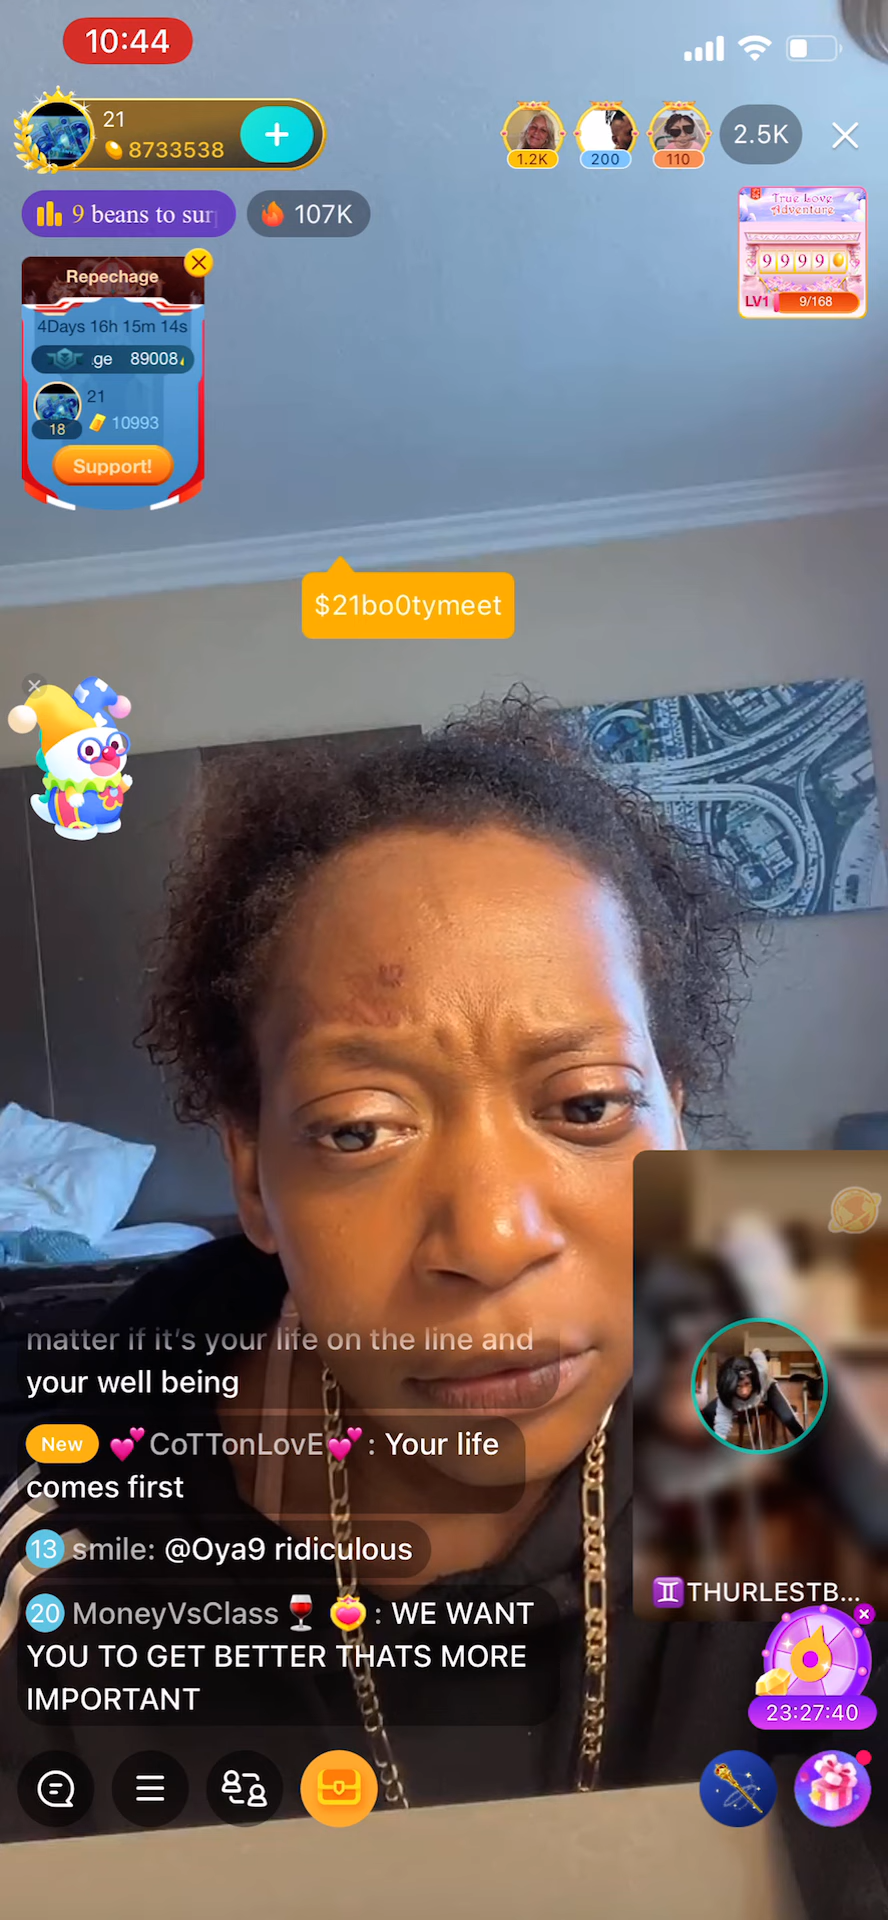 10:44
21
8733538
1.2K
200
110
2.5K
9 beans to sur
107K
True Love
Adventure
9999
LV1
9/168
Repechage
4Days 16h 15m 14s
ge 89008
21
18
10993
Support!
$21bo0tymeet
matter if it's your life on the line and
your well being
New 💕CoTTonLovE💕: Your life
comes first
13 smile: @Oya9 ridiculous
20 MoneyVsClass🍷 : WE WANT
YOU TO GET BETTER THATS MORE
IMPORTANT
♊THURLESTB...
23:27:40